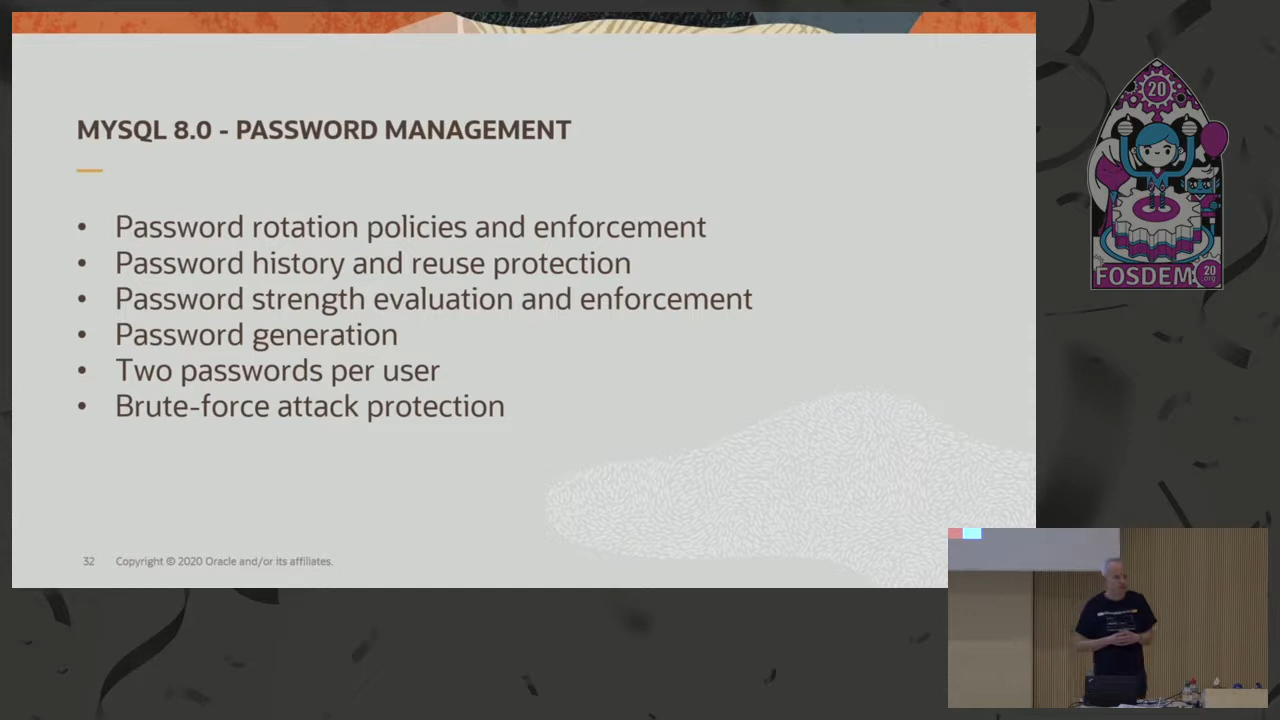 MYSQL 8.0 - PASSWORD MANAGEMENT
• Password rotation policies and enforcement
• Password history and reuse protection
• Password strength evaluation and enforcement
• Password generation
• Two passwords per user
• Brute-force attack protection
32 Copyright © 2020 Oracle and/or its affiliates.
20
FOSDEM
20
.org